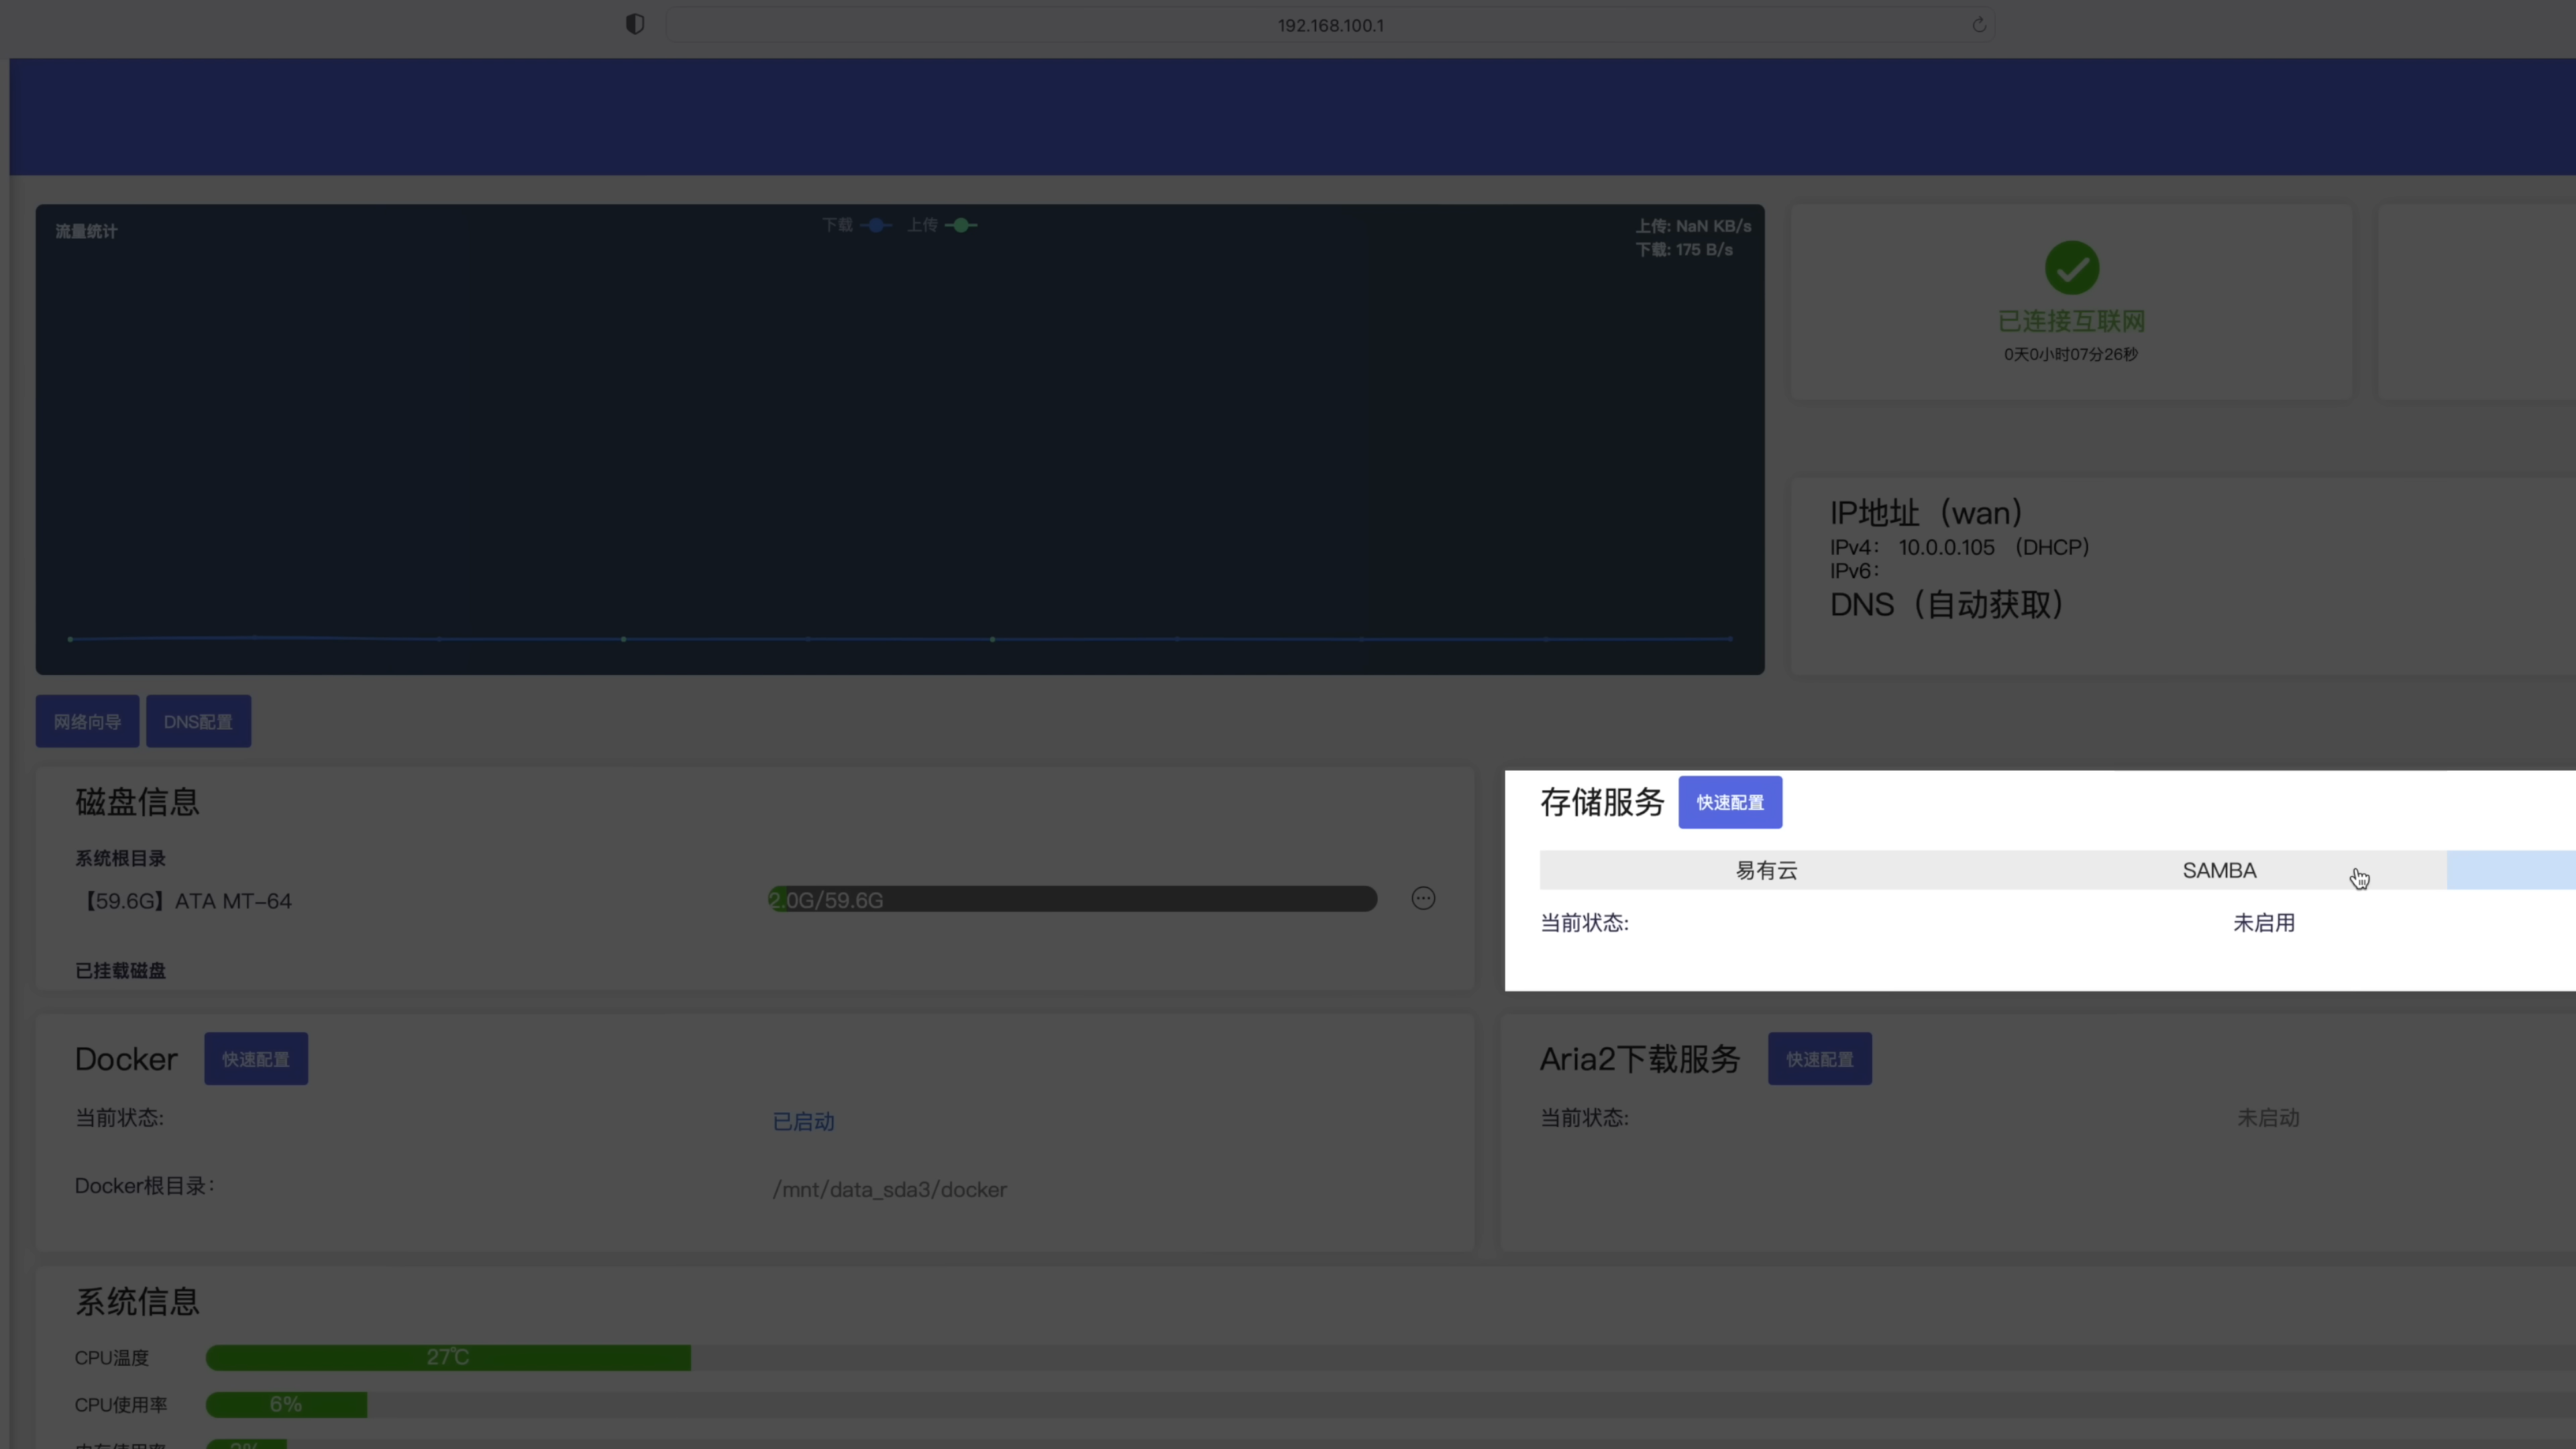 192.168.100.1
流量统计
下载
上传
上传: NaN KB/s
下载: 175 B/s
已连接互联网
0天0小时07分26秒
IP地址（wan）
IPv4： 10.0.0.105 （DHCP）
IPv6：
DNS（自动获取）
网络向导
DNS配置
磁盘信息
系统根目录
【59.6G】ATA MT-64
2.0G/59.6G
已挂载磁盘
存储服务
快速配置
易有云
SAMBA
当前状态:
未启用
Docker
快速配置
当前状态:
已启动
Docker根目录：
/mnt/data_sda3/docker
Aria2下载服务
快速配置
当前状态:
未启动
系统信息
CPU温度
27℃
CPU使用率
6%